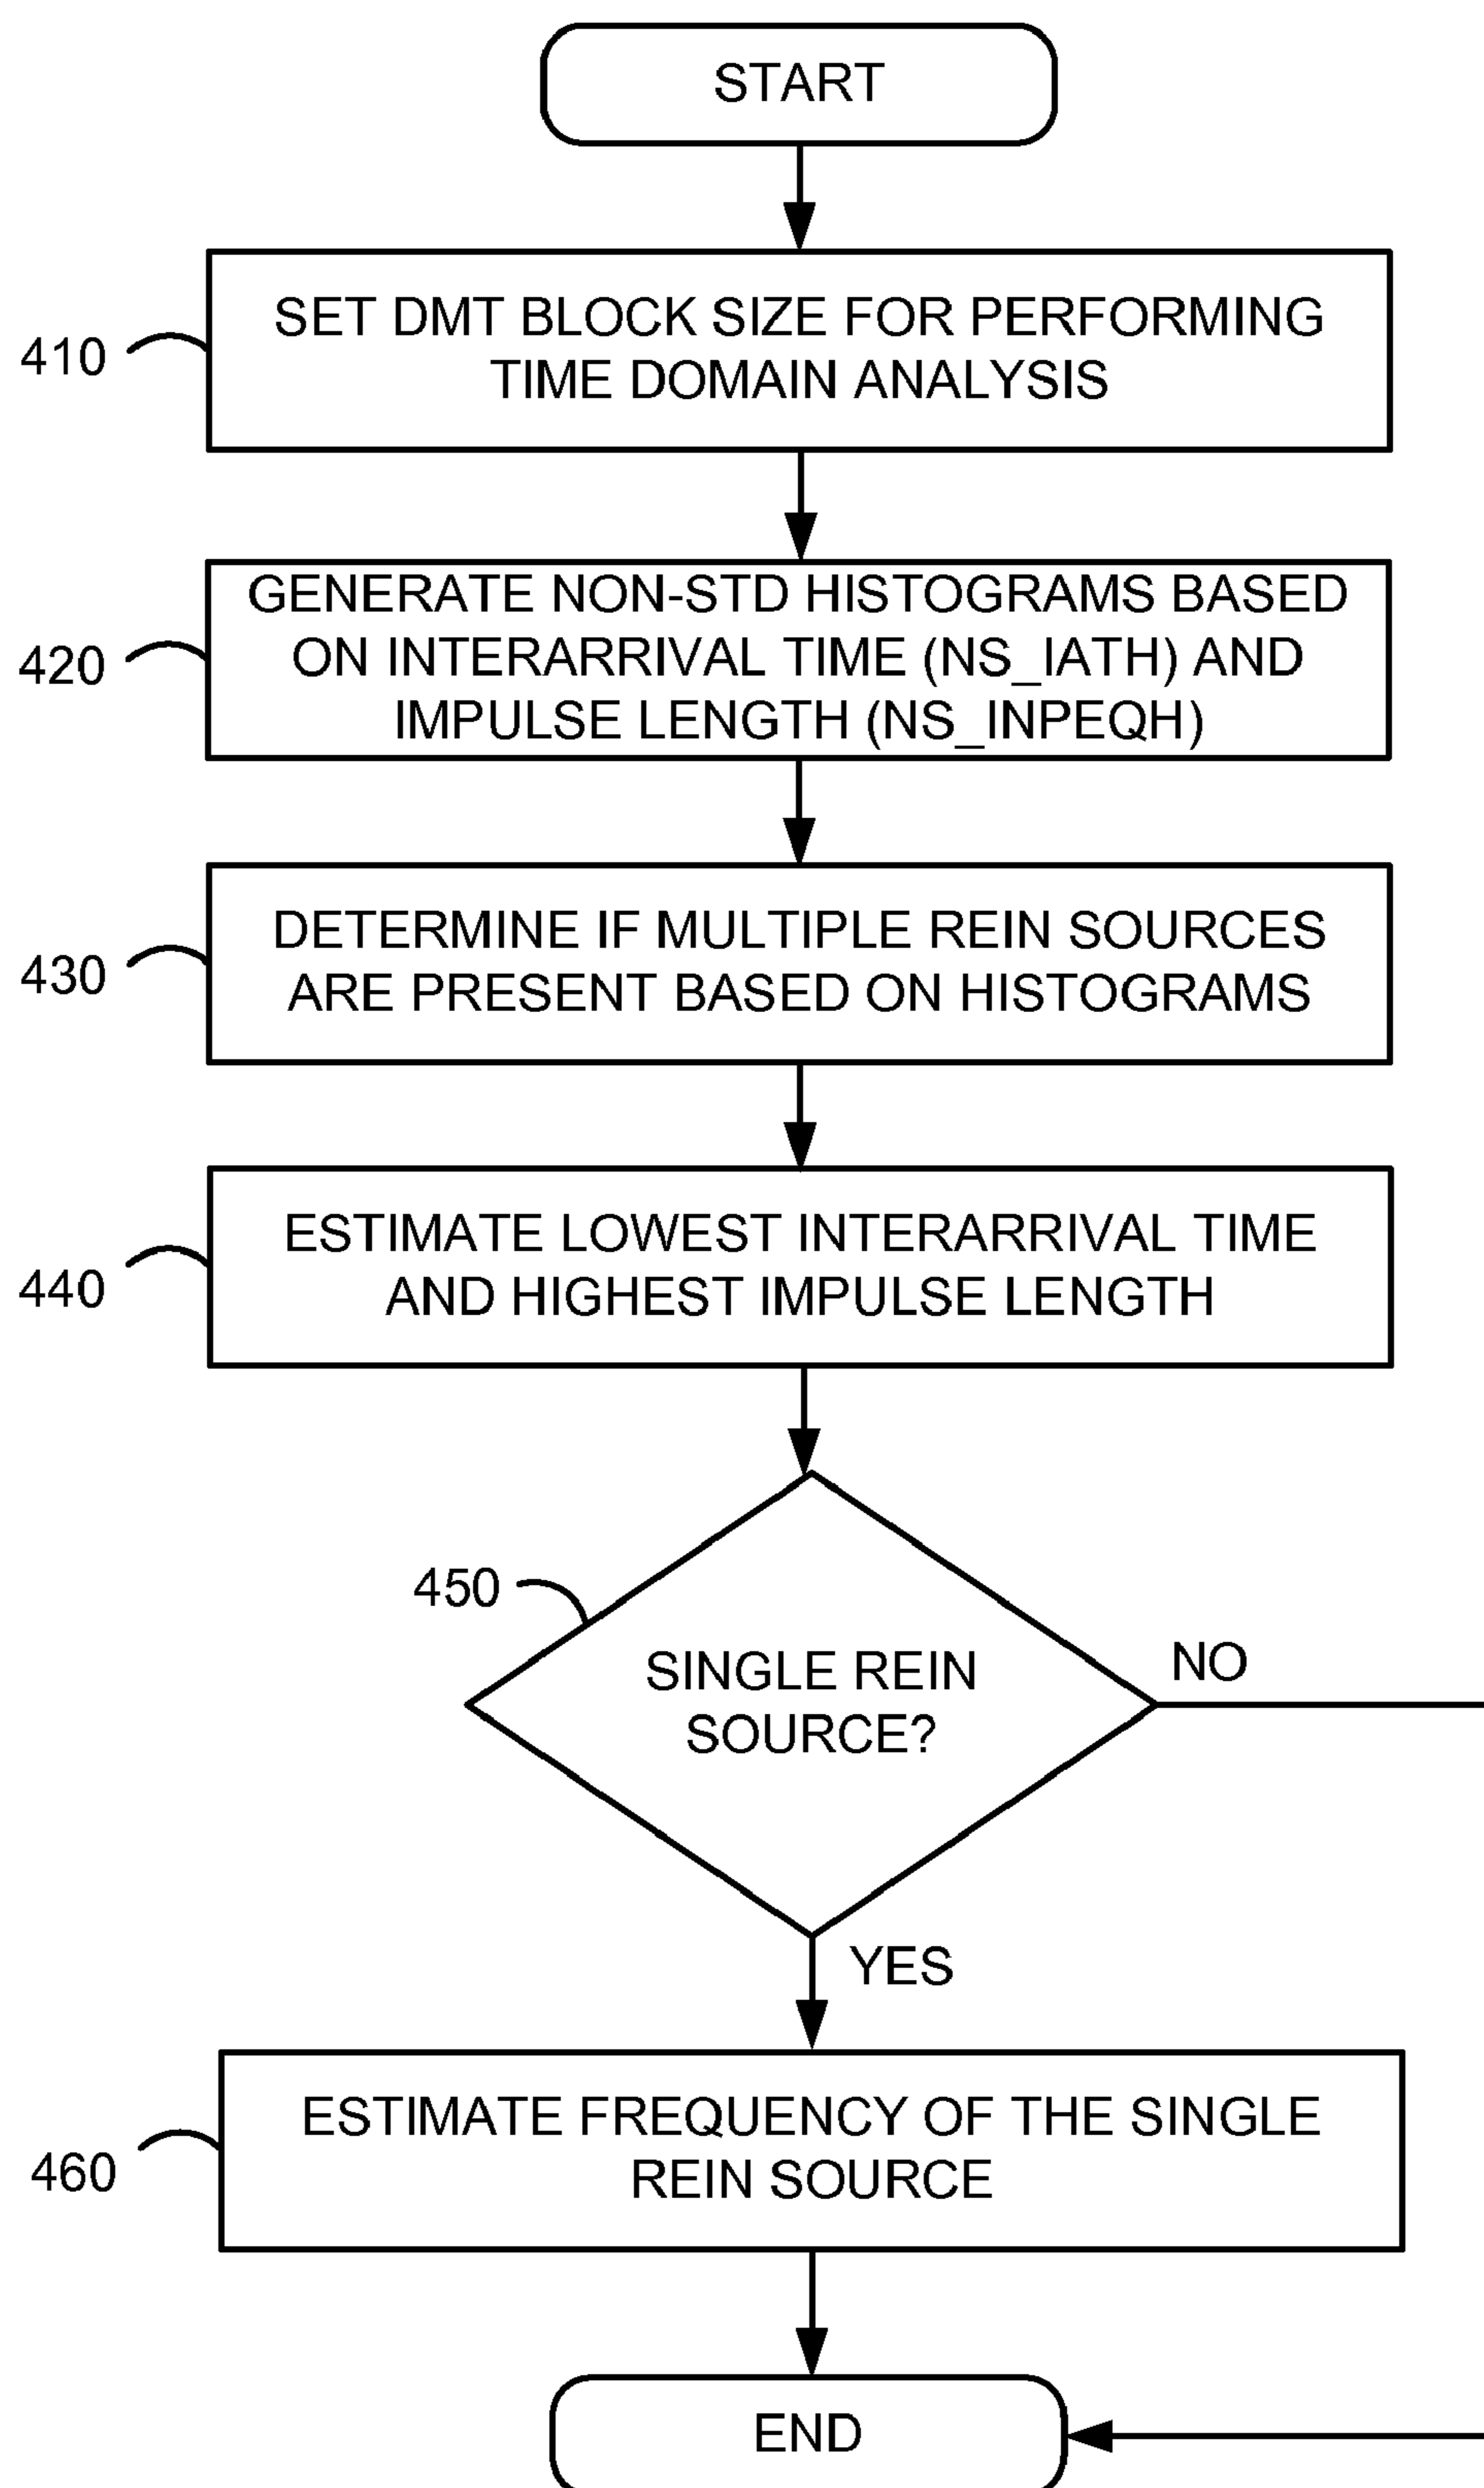 START
410
SET DMT BLOCK SIZE FOR PERFORMING
TIME DOMAIN ANALYSIS
420
GENERATE NON-STD HISTOGRAMS BASED
ON INTERARRIVAL TIME (NS_IATH) AND
IMPULSE LENGTH (NS_INPEQH)
430
DETERMINE IF MULTIPLE REIN SOURCES
ARE PRESENT BASED ON HISTOGRAMS
440
ESTIMATE LOWEST INTERARRIVAL TIME
AND HIGHEST IMPULSE LENGTH
450
SINGLE REIN
SOURCE?
NO
YES
460
ESTIMATE FREQUENCY OF THE SINGLE
REIN SOURCE
END